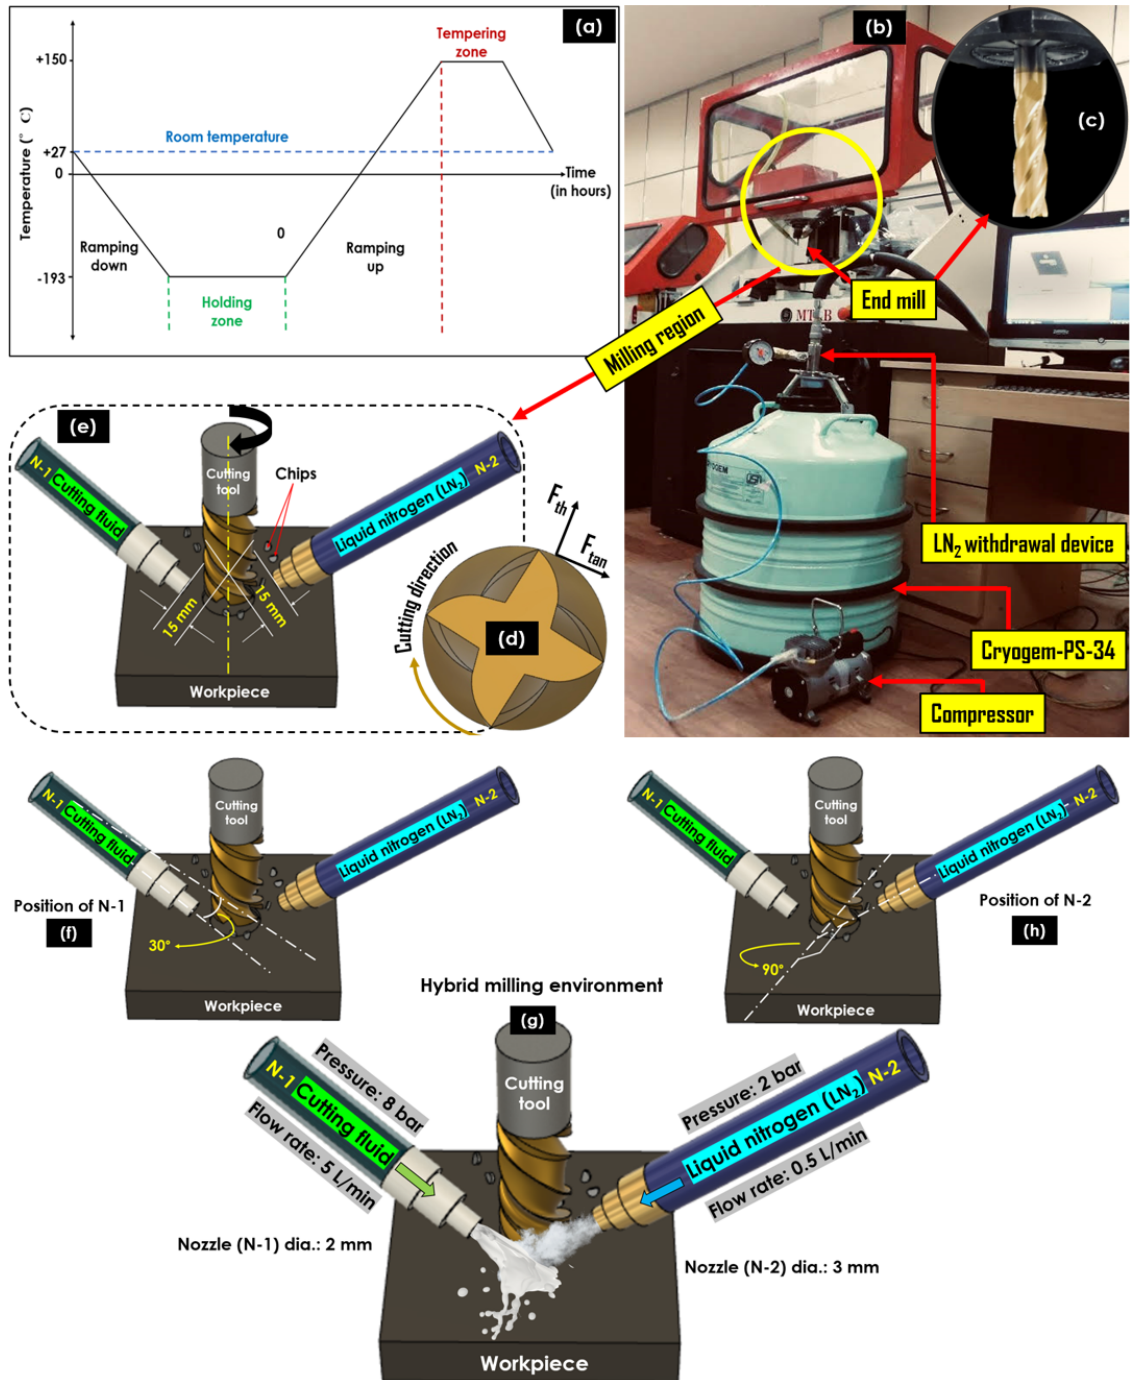 (a)
Tempering
zone
+150
Room temperature
+27
0
Time
(in hours)
Temperature (° C)
Ramping
down
0
Ramping
up
-193
Holding
zone
(b)
(c)
End mill
Milling region
LN2 withdrawal device
Cryogem-PS-34
Compressor
(e)
N-1
Cutting fluid
Cutting
tool
Chips
Liquid nitrogen (LN2)
N-2
15 mm
15 mm
Workpiece
Fth
Ftan
Cutting direction
(d)
N-1
Cutting fluid
Cutting
tool
Liquid nitrogen (LN2)
N-2
Position of N-1
(f)
30°
Workpiece
N-1
Cutting fluid
Cutting
tool
Liquid nitrogen (LN2)
N-2
Position of N-2
(h)
90°
Workpiece
Hybrid milling environment
(g)
N-1
Cutting fluid
Pressure: 8 bar
Flow rate: 5 L/min
Cutting
tool
Pressure: 2 bar
Liquid nitrogen (LN2)
N-2
Flow rate: 0.5 L/min
Nozzle (N-1) dia.: 2 mm
Nozzle (N-2) dia.: 3 mm
Workpiece